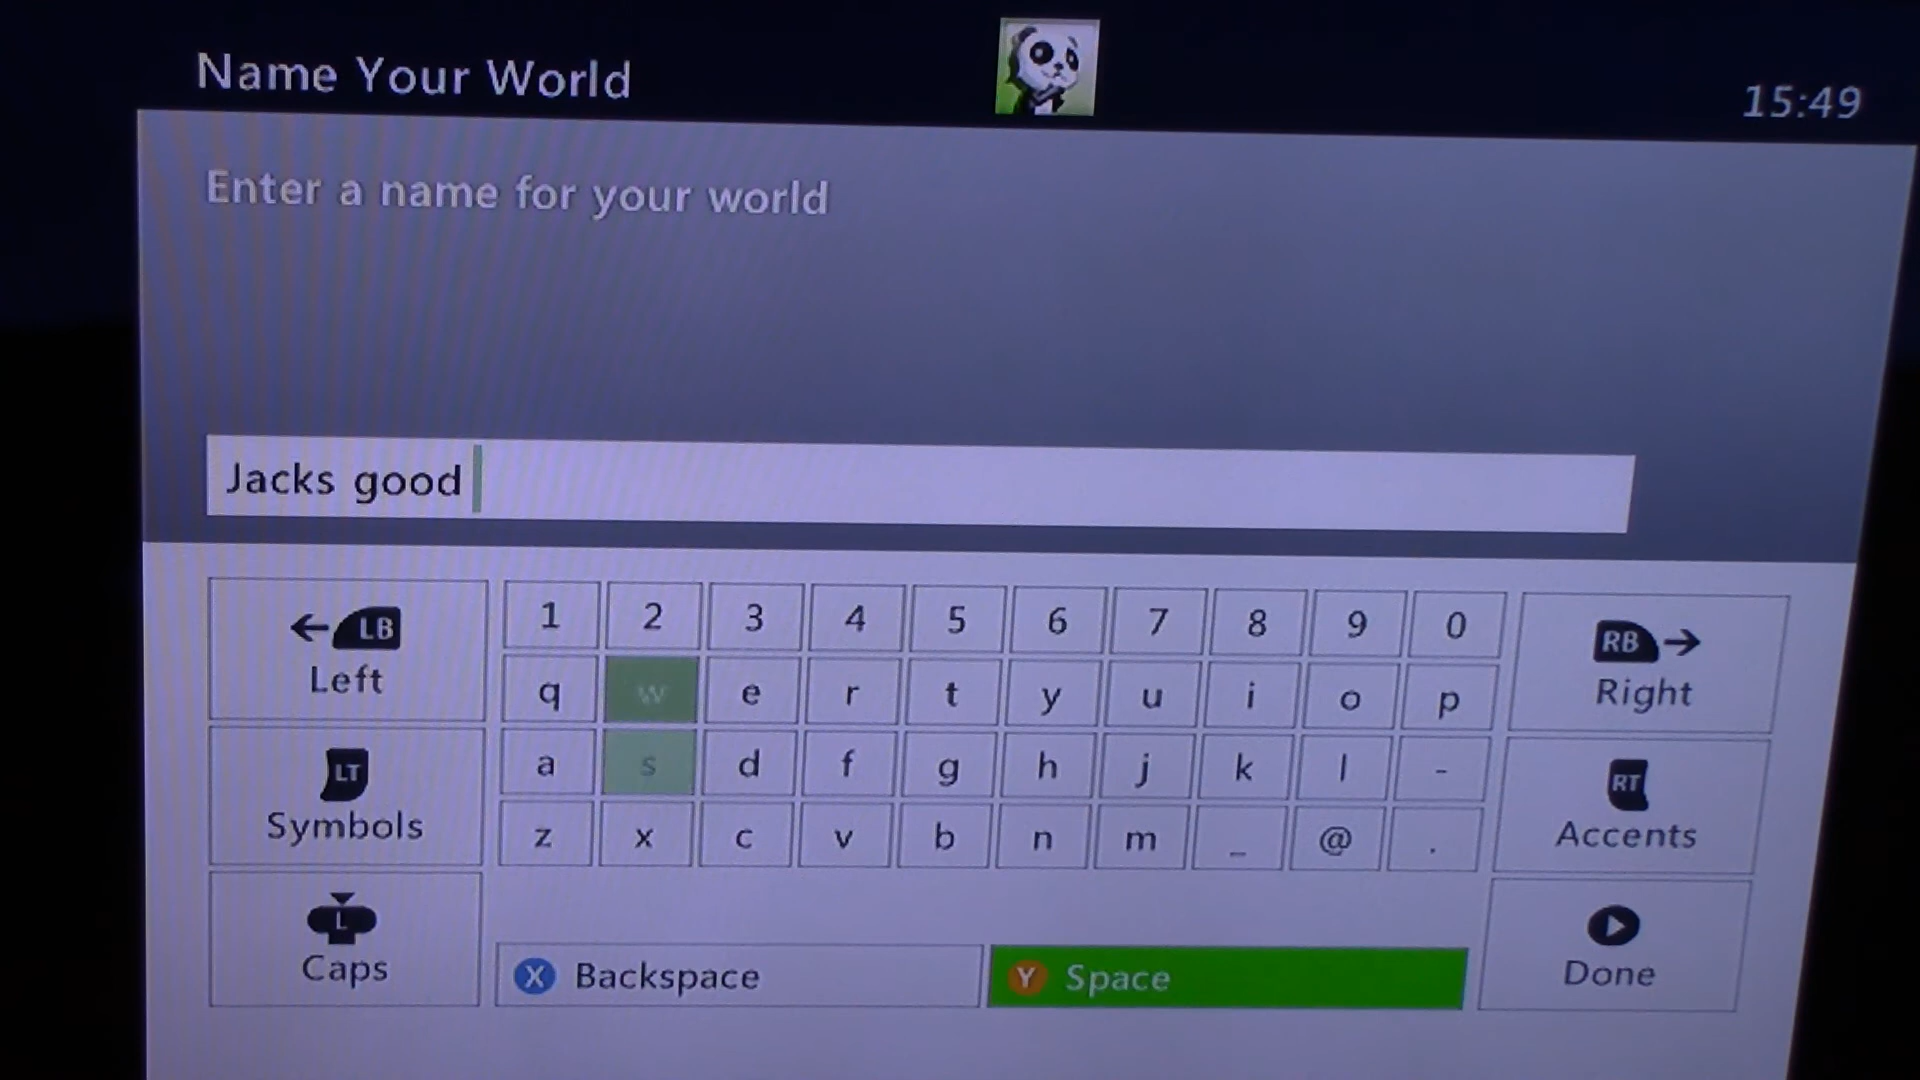 Name Your World
15:49
Enter a name for your world
Jacks good
LB
Left
1 2 3 4 5 6 7 8 9 0
RB
Right
q w e r t y u i o p
LT
Symbols
a s d f g h j k l -
RT
Accents
z x c v b n m _ @ .
L
Caps
X Backspace
Y Space
Done